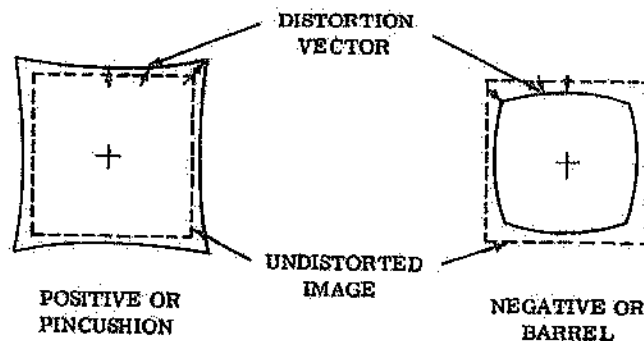 DISTORTION
VECTOR
UNDISTORTED
IMAGE
POSITIVE OR
PINCUSHION
NEGATIVE OR
BARREL